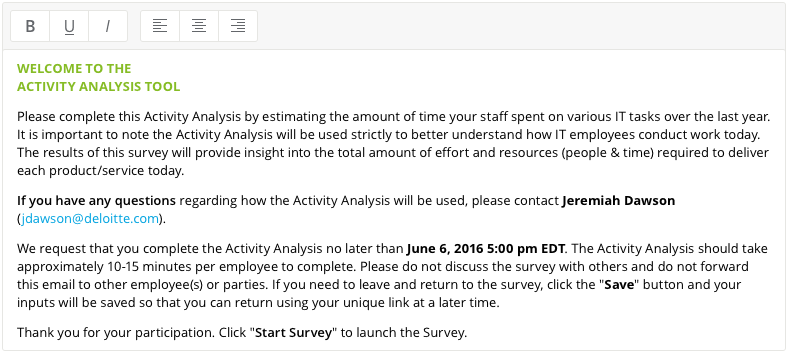 B U I
WELCOME TO THE
ACTIVITY ANALYSIS TOOL
Please complete this Activity Analysis by estimating the amount of time your staff spent on various IT tasks over the last year.
It is important to note the Activity Analysis will be used strictly to better understand how IT employees conduct work today.
The results of this survey will provide insight into the total amount of effort and resources (people & time) required to deliver
each product/service today.
If you have any questions regarding how the Activity Analysis will be used, please contact Jeremiah Dawson
(jdawson@deloitte.com).
We request that you complete the Activity Analysis no later than June 6, 2016 5:00 pm EDT. The Activity Analysis should take
approximately 10-15 minutes per employee to complete. Please do not discuss the survey with others and do not forward
this email to other employee(s) or parties. If you need to leave and return to the survey, click the "Save" button and your
inputs will be saved so that you can return using your unique link at a later time.
Thank you for your participation. Click "Start Survey" to launch the Survey.